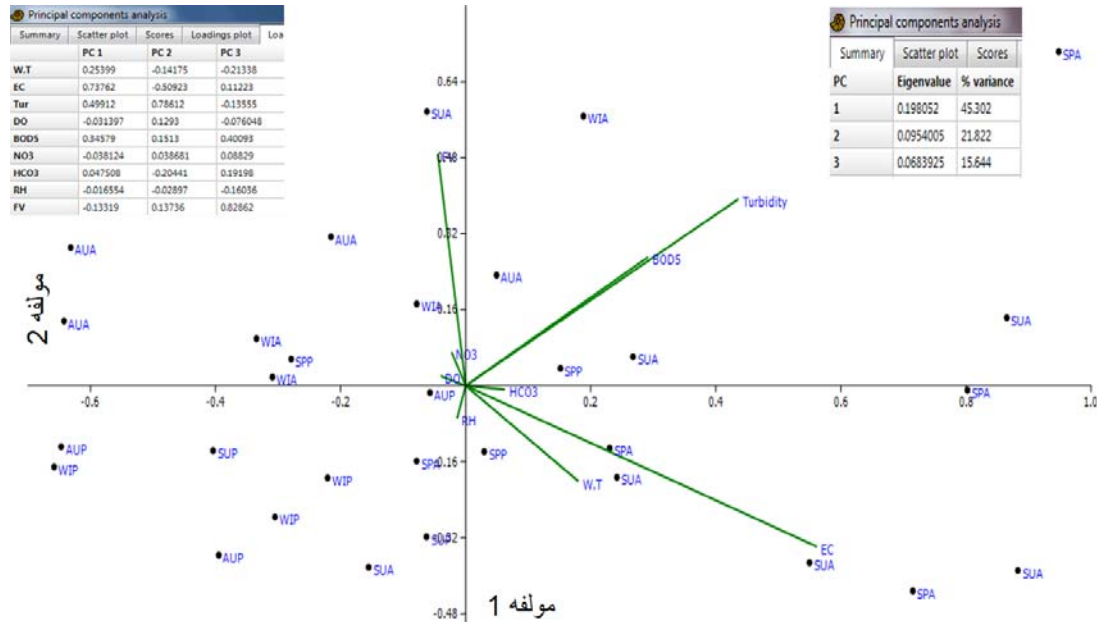 Principal components analysis
Summary Scatter plot Scores Loadings plot Loa
PC 1 PC 2 PC 3
W.T 0.25399 -0.14175 -0.21338
EC 0.73762 -0.50923 0.11223
Tur 0.49912 0.78612 -0.13555
DO -0.031397 0.1293 -0.076048
BOD5 0.34579 0.1513 0.40093
NO3 -0.038124 0.038681 0.08829
HCO3 0.047508 -0.20441 0.19198
RH -0.016554 -0.02897 -0.16036
FV -0.13319 0.13736 0.82862
Principal components analysis
Summary Scatter plot Scores
PC Eigenvalue % variance
1 0.198052 45.302
2 0.0954005 21.822
3 0.0683925 15.644
SPA
0.64
SUA
WIA
0.48
Turbidity
0.32
AUA
AUA
BOD5
AUA
0.16
WIA
SUA
AUA
WIA
NO3
SPP
SUA
SPP
WIA
DO
HCO3
AUP
SPA
-0.6
-0.4
-0.2
0.2
0.4
0.6
0.8
1.0
RH
AUP
SUP
SPP
SPA
WIP
SPA
-0.16
WIP
W.T
SUA
WIP
SUP
-0.32
EC
AUP
SUA
SUA
SUA
SPA
-0.48
مولفه 2
مولفه 1